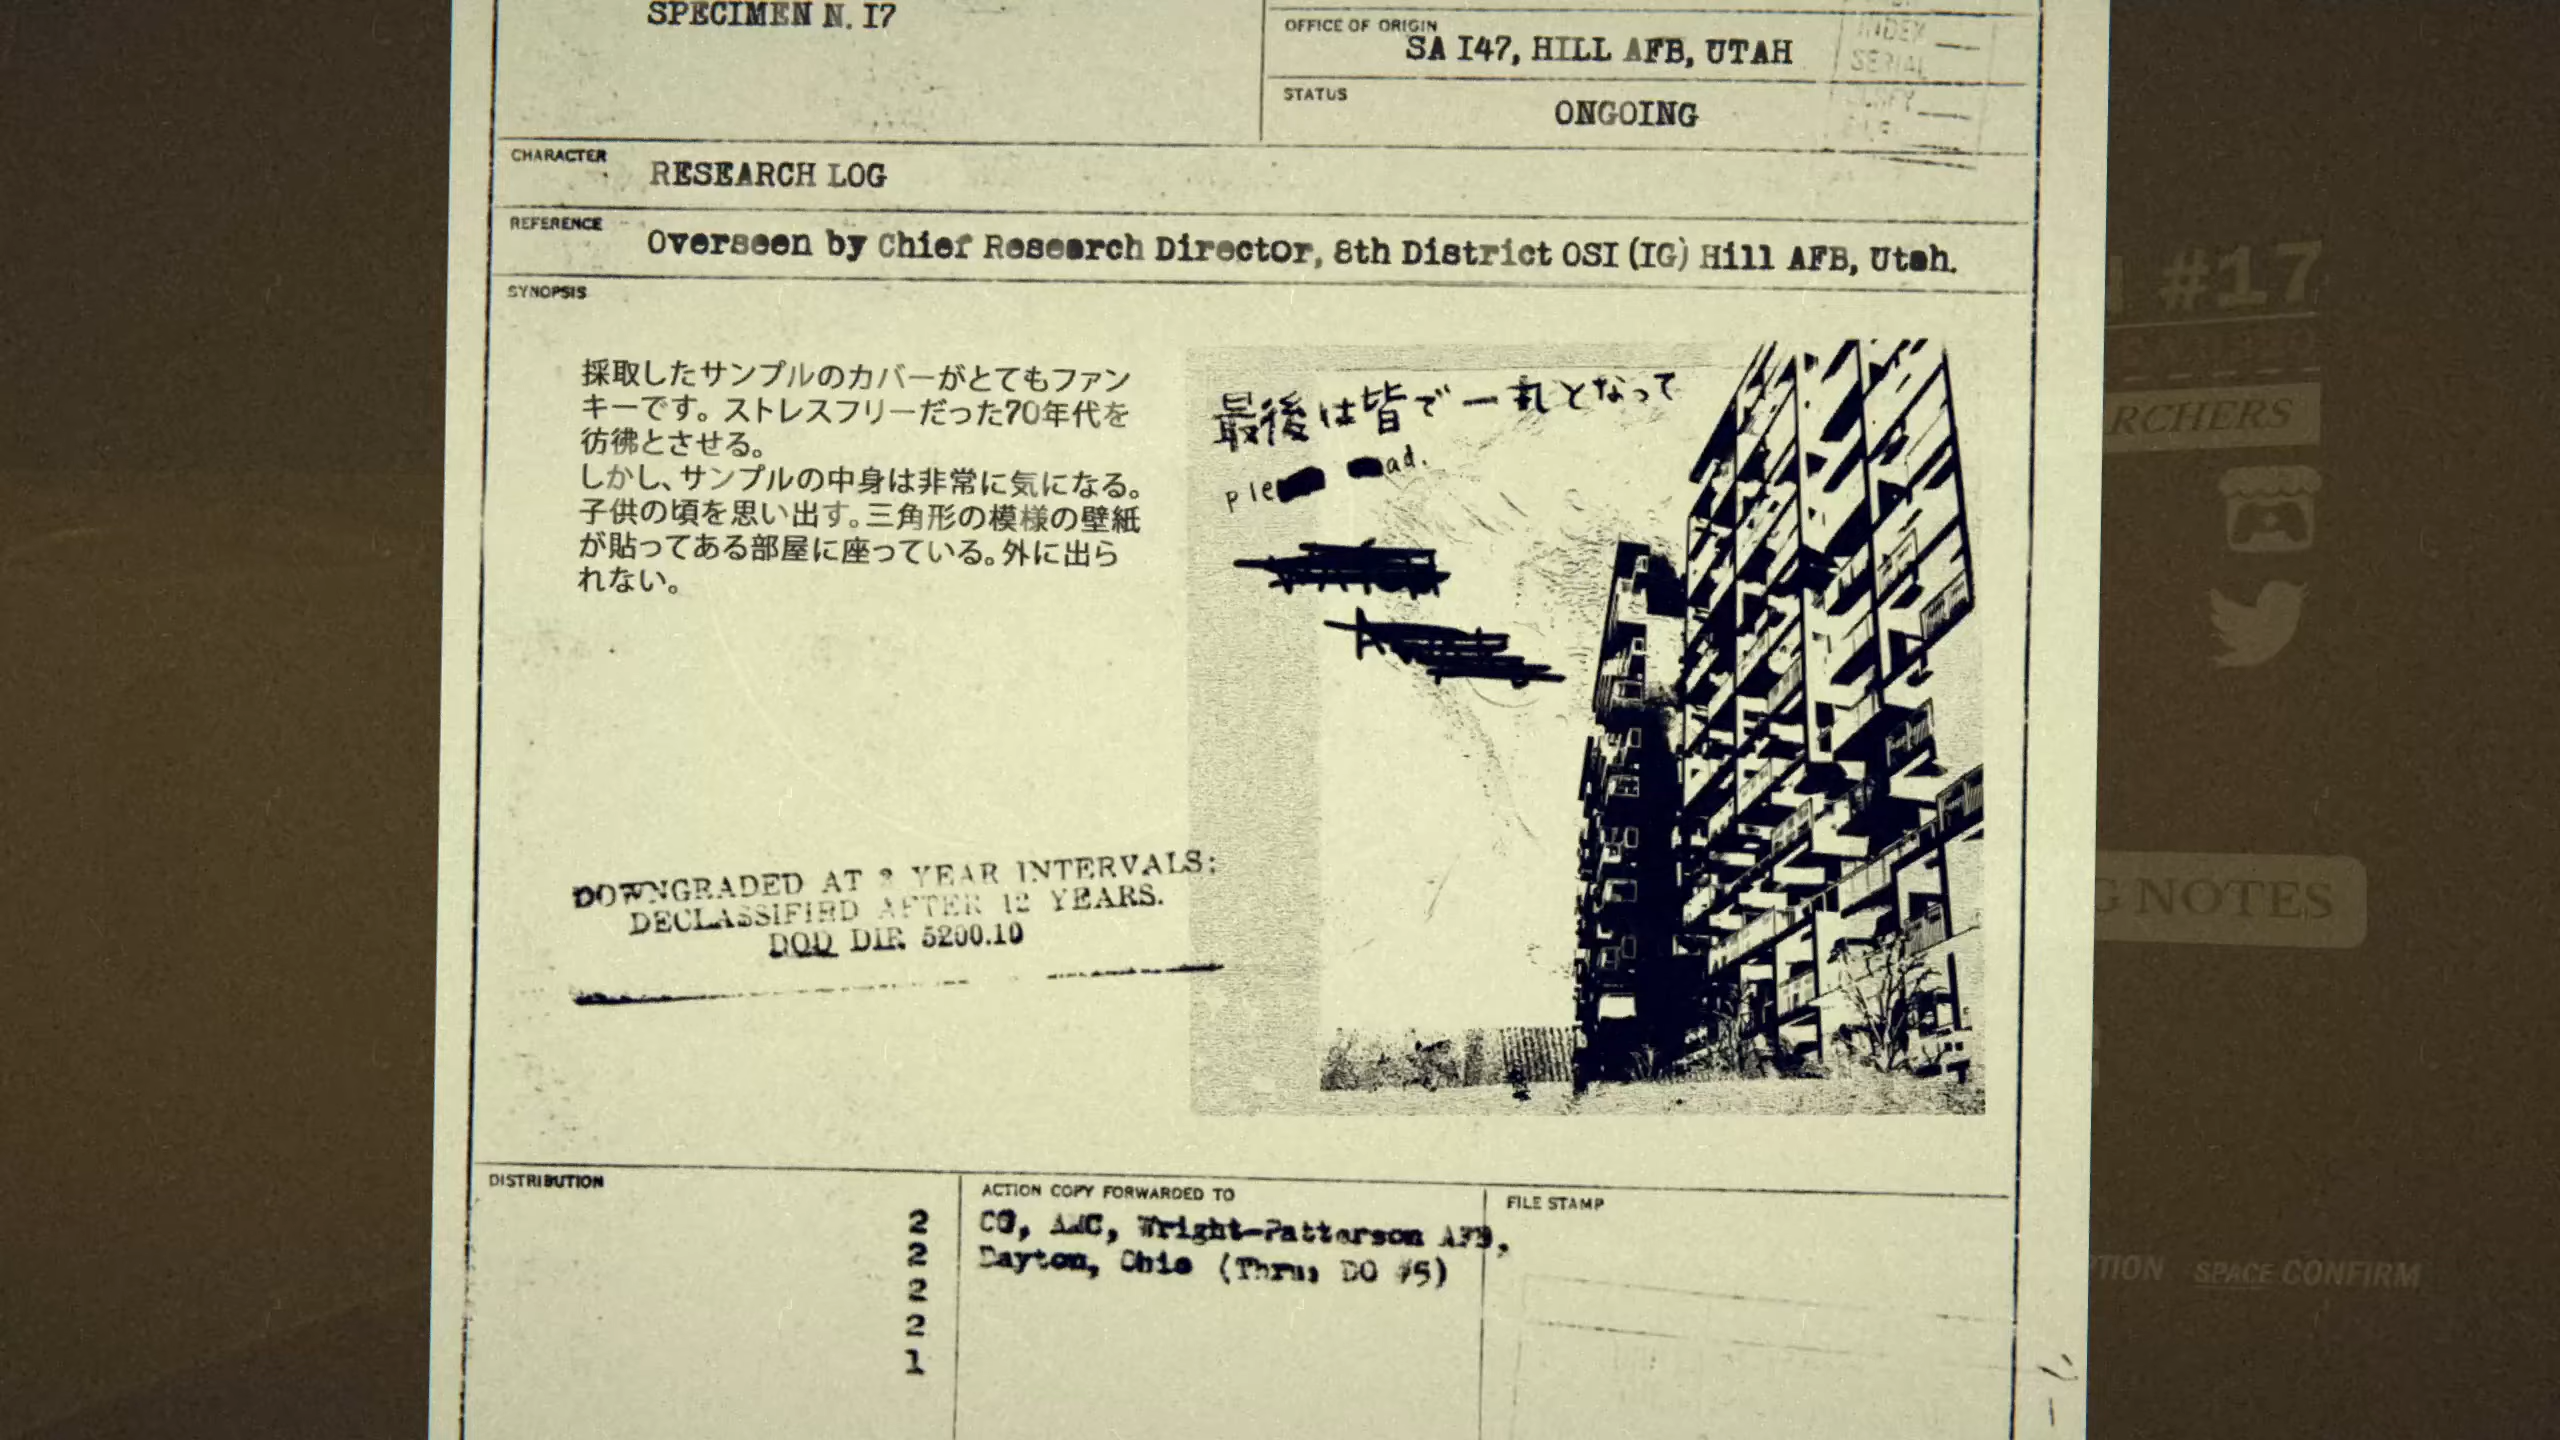 SPECIMEN N. I7
OFFICE OF ORIGIN
SA I47, HILL AFB, UTAH
INDEX
SERIAL
STATUS
ONGOING
CHARACTER
RESEARCH LOG
REFERENCE
Overseen by Chief Research Director, 8th District OSI (IG) Hill AFB, Utah.
SYNOPSIS
採取したサンプルのカバーがとてもファン
キーです。ストレスフリーだった70年代を
彷彿とさせる。
しかし、サンプルの中身は非常に気になる。
子供の頃を思い出す。三角形の模様の壁紙
が貼ってある部屋に座っている。外に出ら
れない。
最後は皆で一丸となって
ple ad.
DOWNGRADED AT 3 YEAR INTERVALS;
DECLASSIFIED AFTER 12 YEARS.
DOD DIR 5200.10
DISTRIBUTION
2
2
2
2
1
ACTION COPY FORWARDED TO
CG, AMC, Wright-Patterson AFB,
Dayton, Ohio (Thru: DO #5)
FILE STAMP
#17
RCHERS
G NOTES
TION SPACE CONFIRM